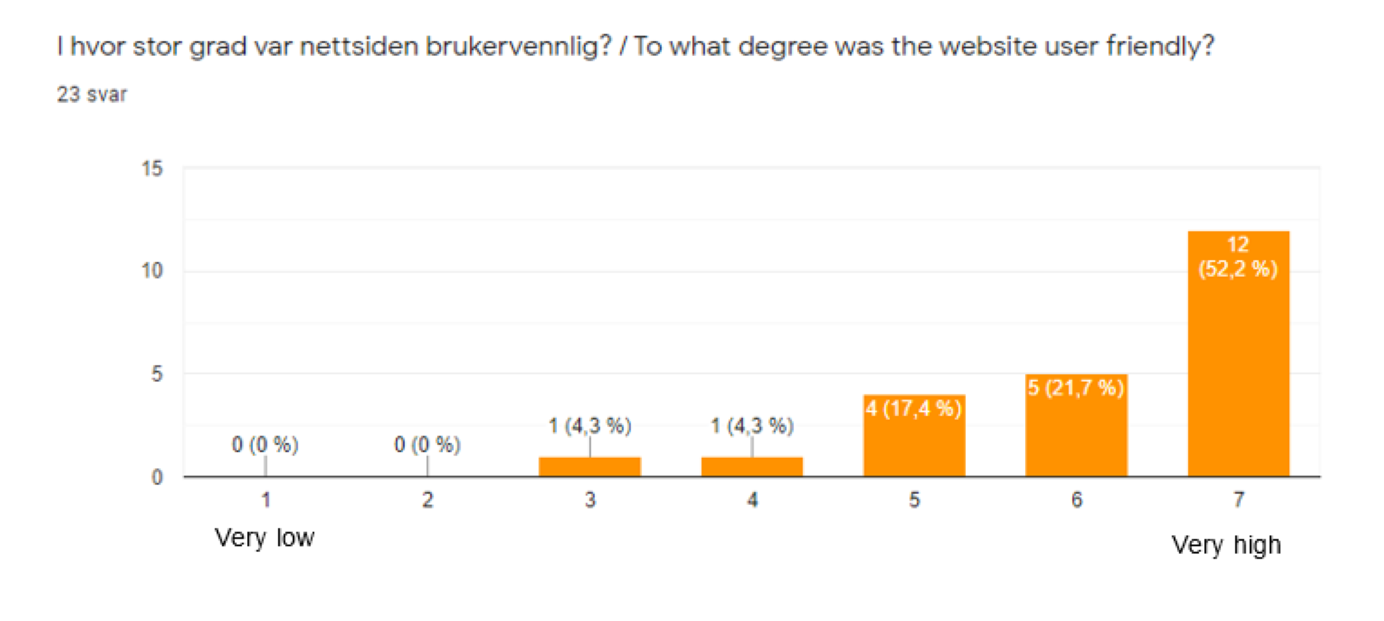 I hvor stor grad var nettsiden brukervennlig? / To what degree was the website user friendly?
23 svar
15
10
5
0
0 (0 %)
0 (0 %)
1 (4,3 %)
1 (4,3 %)
4 (17,4 %)
5 (21,7 %)
12
(52,2 %)
1 2 3 4 5 6 7
Very low
Very high